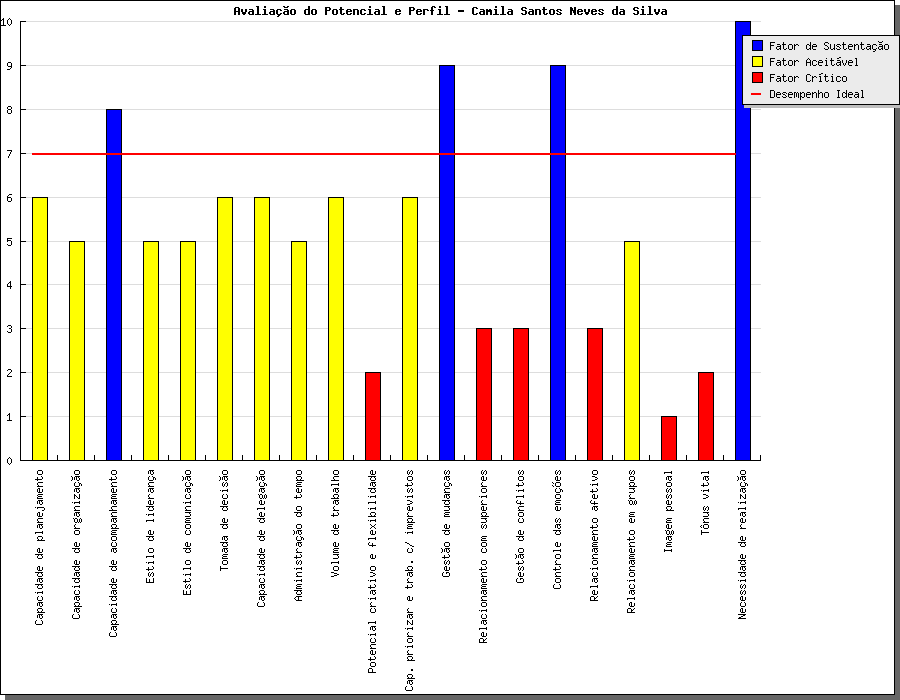 Avaliação do Potencial e Perfil - Camila Santos Neves da Silva
10
9
8
7
6
5
4
3
2
1
0
Fator de Sustentação
Fator Aceitável
Fator Crítico
Desempenho Ideal
Capacidade de planejamento
Capacidade de organização
Capacidade de acompanhamento
Estilo de liderança
Estilo de comunicação
Tomada de decisão
Capacidade de delegação
Administração do tempo
Volume de trabalho
Potencial criativo e flexibilidade
Cap. priorizar e trab. c/ imprevistos
Gestão de mudanças
Relacionamento com superiores
Gestão de conflitos
Controle das emoções
Relacionamento afetivo
Relacionamento em grupos
Imagem pessoal
Tônus vital
Necessidade de realização